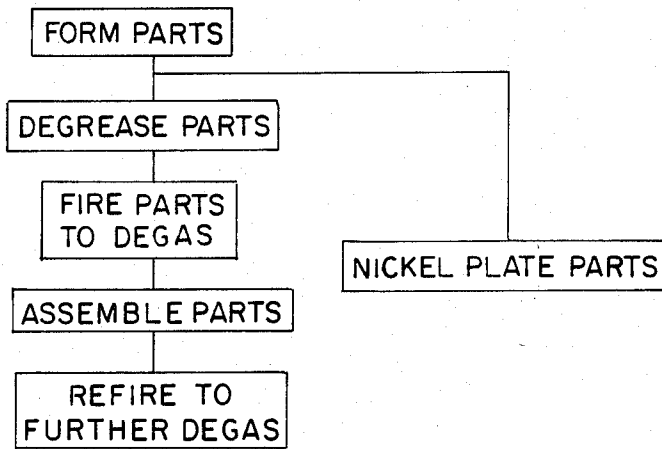 FORM PARTS
DEGREASE PARTS
FIRE PARTS
TO DEGAS
NICKEL PLATE PARTS
ASSEMBLE PARTS
REFIRE TO
FURTHER DEGAS